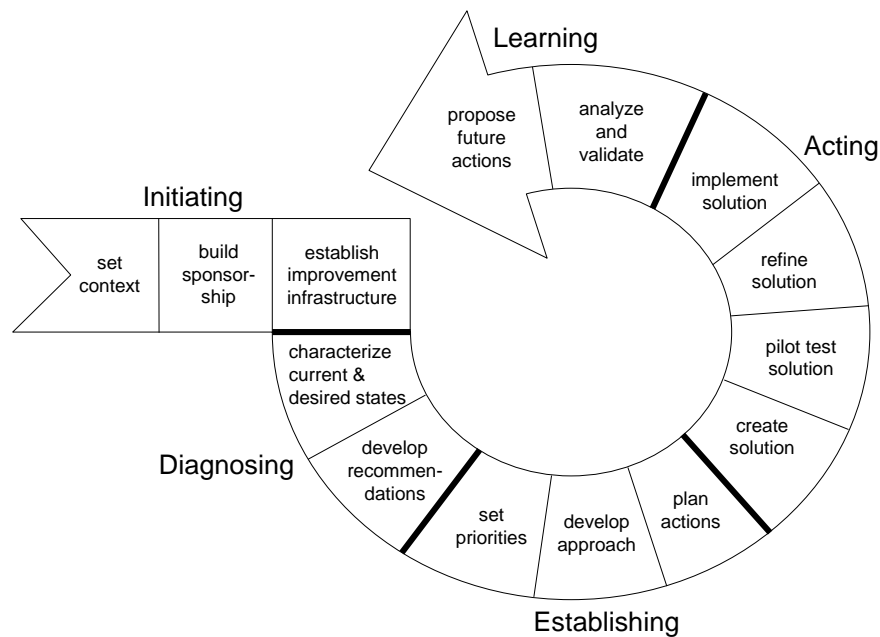 Learning
propose
future
actions
analyze
and
validate
Acting
implement
solution
refine
solution
pilot test
solution
create
solution
Initiating
set
context
build
sponsor-
ship
establish
improvement
infrastructure
characterize
current &
desired states
Diagnosing
develop
recommen-
dations
set
priorities
develop
approach
plan
actions
Establishing